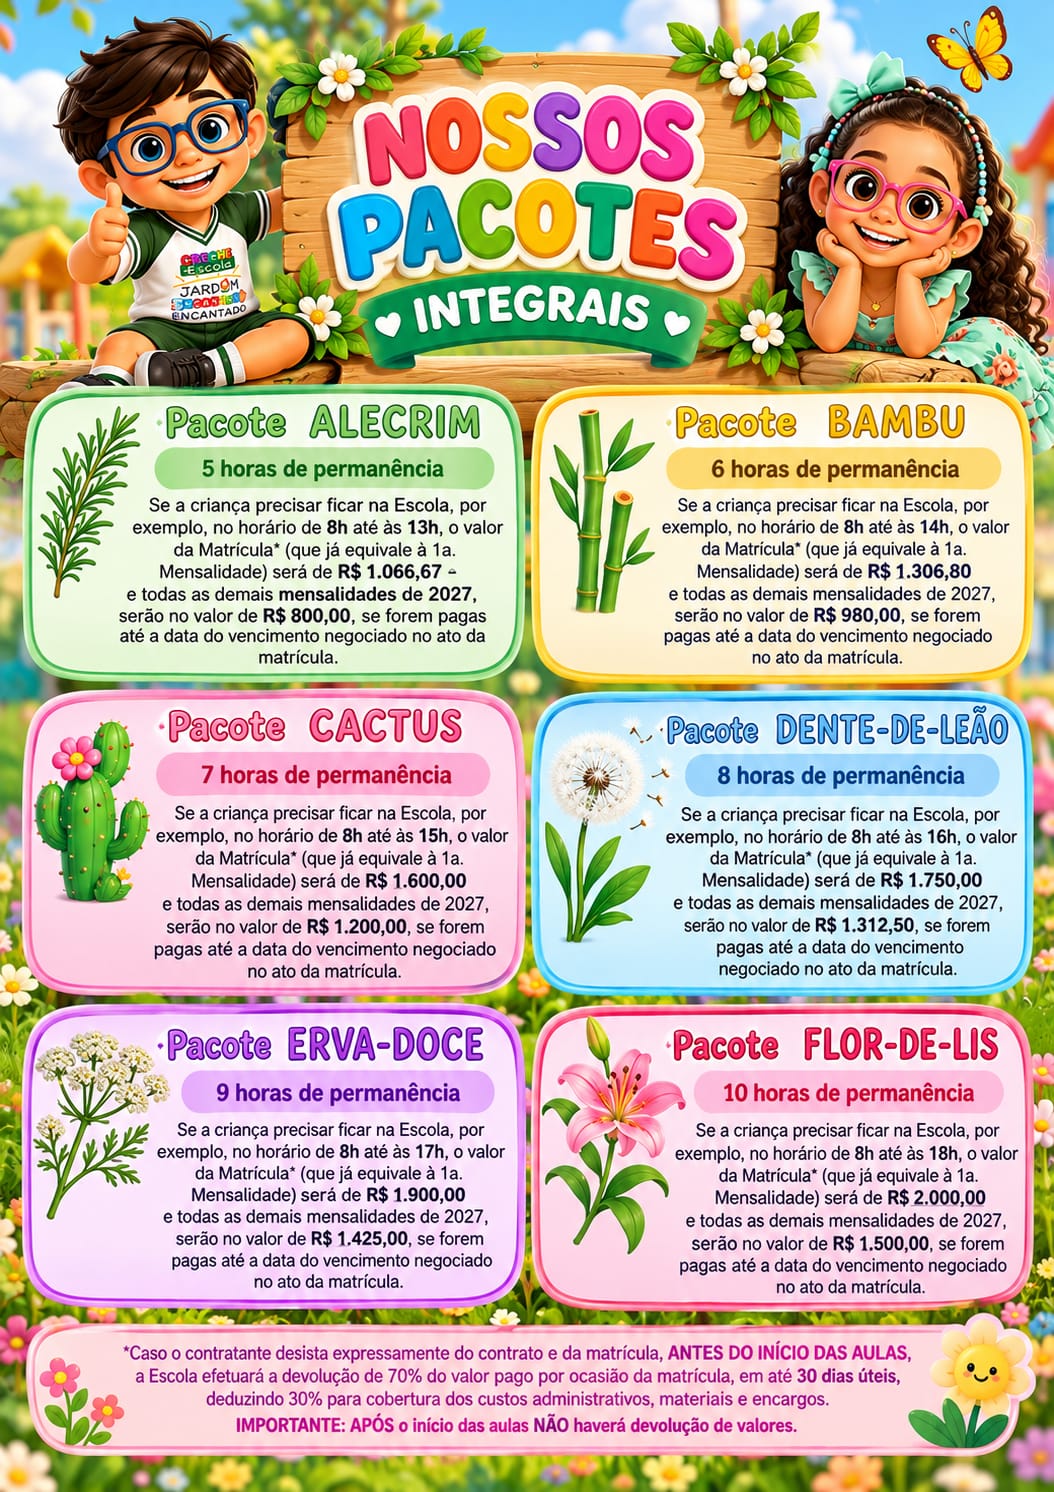 NOSSOS
PACOTES
INTEGRAIS
CRECHE
Escola
JARDIM
ENCANTADO
Pacote ALECRIM
5 horas de permanência
Se a criança precisar ficar na Escola, por
exemplo, no horário de 8h até às 13h, o valor
da Matrícula* (que já equivale à 1a.
Mensalidade) será de R$ 1.066,67 -
e todas as demais mensalidades de 2027,
serão no valor de R$ 800,00, se forem pagas
até a data do vencimento negociado no ato da
matrícula.
Pacote BAMBU
6 horas de permanência
Se a criança precisar ficar na Escola, por
exemplo, no horário de 8h até às 14h, o valor
da Matrícula* (que já equivale à 1a.
Mensalidade) será de R$ 1.306,80
e todas as demais mensalidades de 2027,
serão no valor de R$ 980,00, se forem
pagas até a data do vencimento negociado
no ato da matrícula.
Pacote CACTUS
7 horas de permanência
Se a criança precisar ficar na Escola, por
exemplo, no horário de 8h até às 15h, o valor
da Matrícula* (que já equivale à 1a.
Mensalidade) será de R$ 1.600,00
e todas as demais mensalidades de 2027,
serão no valor de R$ 1.200,00, se forem
pagas até a data do vencimento negociado
no ato da matrícula.
Pacote DENTE-DE-LEÃO
8 horas de permanência
Se a criança precisar ficar na Escola, por
exemplo, no horário de 8h até às 16h, o valor
da Matrícula* (que já equivale à 1a.
Mensalidade) será de R$ 1.750,00
e todas as demais mensalidades de 2027,
serão no valor de R$ 1.312,50, se forem
pagas até a data do vencimento
negociado no ato da matrícula.
Pacote ERVA-DOCE
9 horas de permanência
Se a criança precisar ficar na Escola, por
exemplo, no horário de 8h até às 17h, o valor
da Matrícula* (que já equivale à 1a.
Mensalidade) será de R$ 1.900,00
e todas as demais mensalidades de 2027,
serão no valor de R$ 1.425,00, se forem
pagas até a data do vencimento negociado
no ato da matrícula.
Pacote FLOR-DE-LIS
10 horas de permanência
Se a criança precisar ficar na Escola, por
exemplo, no horário de 8h até às 18h, o valor
da Matrícula* (que já equivale à 1a.
Mensalidade) será de R$ 2.000,00
e todas as demais mensalidades de 2027,
serão no valor de R$ 1.500,00, se forem
pagas até a data do vencimento negociado
no ato da matrícula.
*Caso o contratante desista expressamente do contrato e da matrícula, ANTES DO INÍCIO DAS AULAS,
a Escola efetuará a devolução de 70% do valor pago por ocasião da matrícula, em até 30 dias úteis,
deduzindo 30% para cobertura dos custos administrativos, materiais e encargos.
IMPORTANTE: APÓS o início das aulas NÃO haverá devolução de valores.